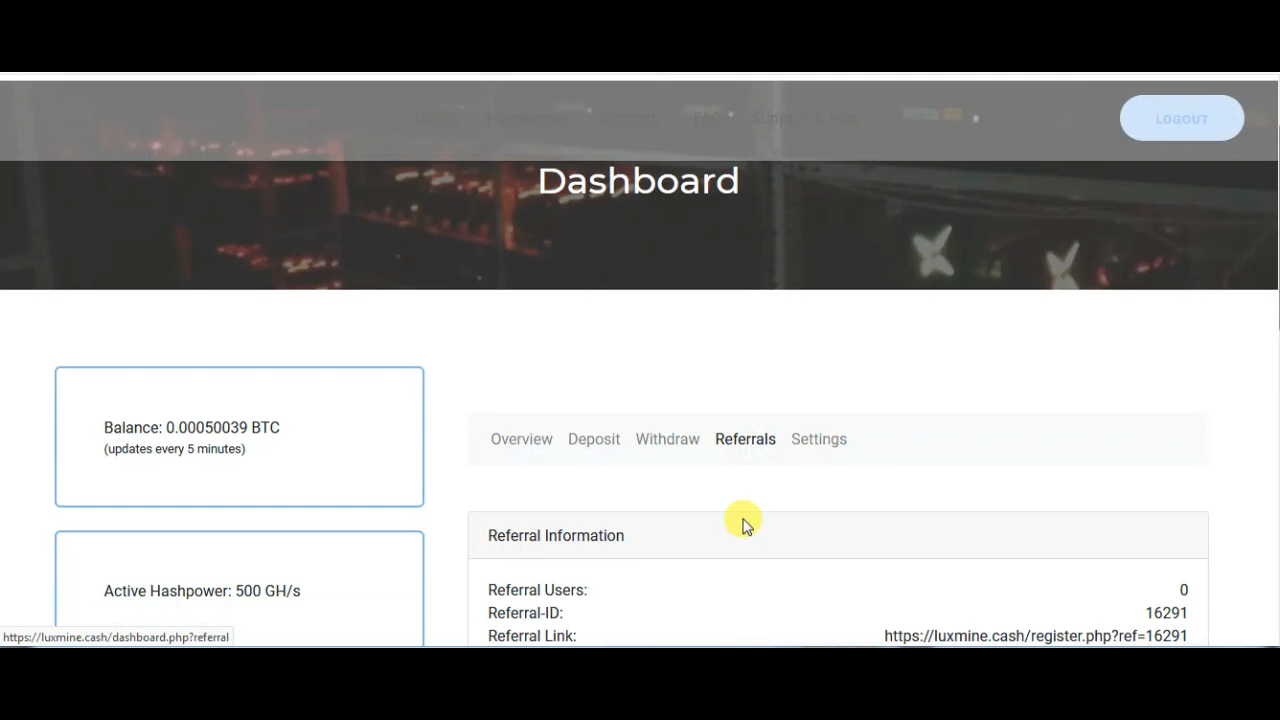 LOGOUT
Dashboard
Balance: 0.00050039 BTC
(updates every 5 minutes)
Overview Deposit Withdraw Referrals Settings
Referral Information
Active Hashpower: 500 GH/s
Referral Users: 0
Referral-ID: 16291
Referral Link: https://luxmine.cash/register.php?ref=16291
https://luxmine.cash/dashboard.php?referral